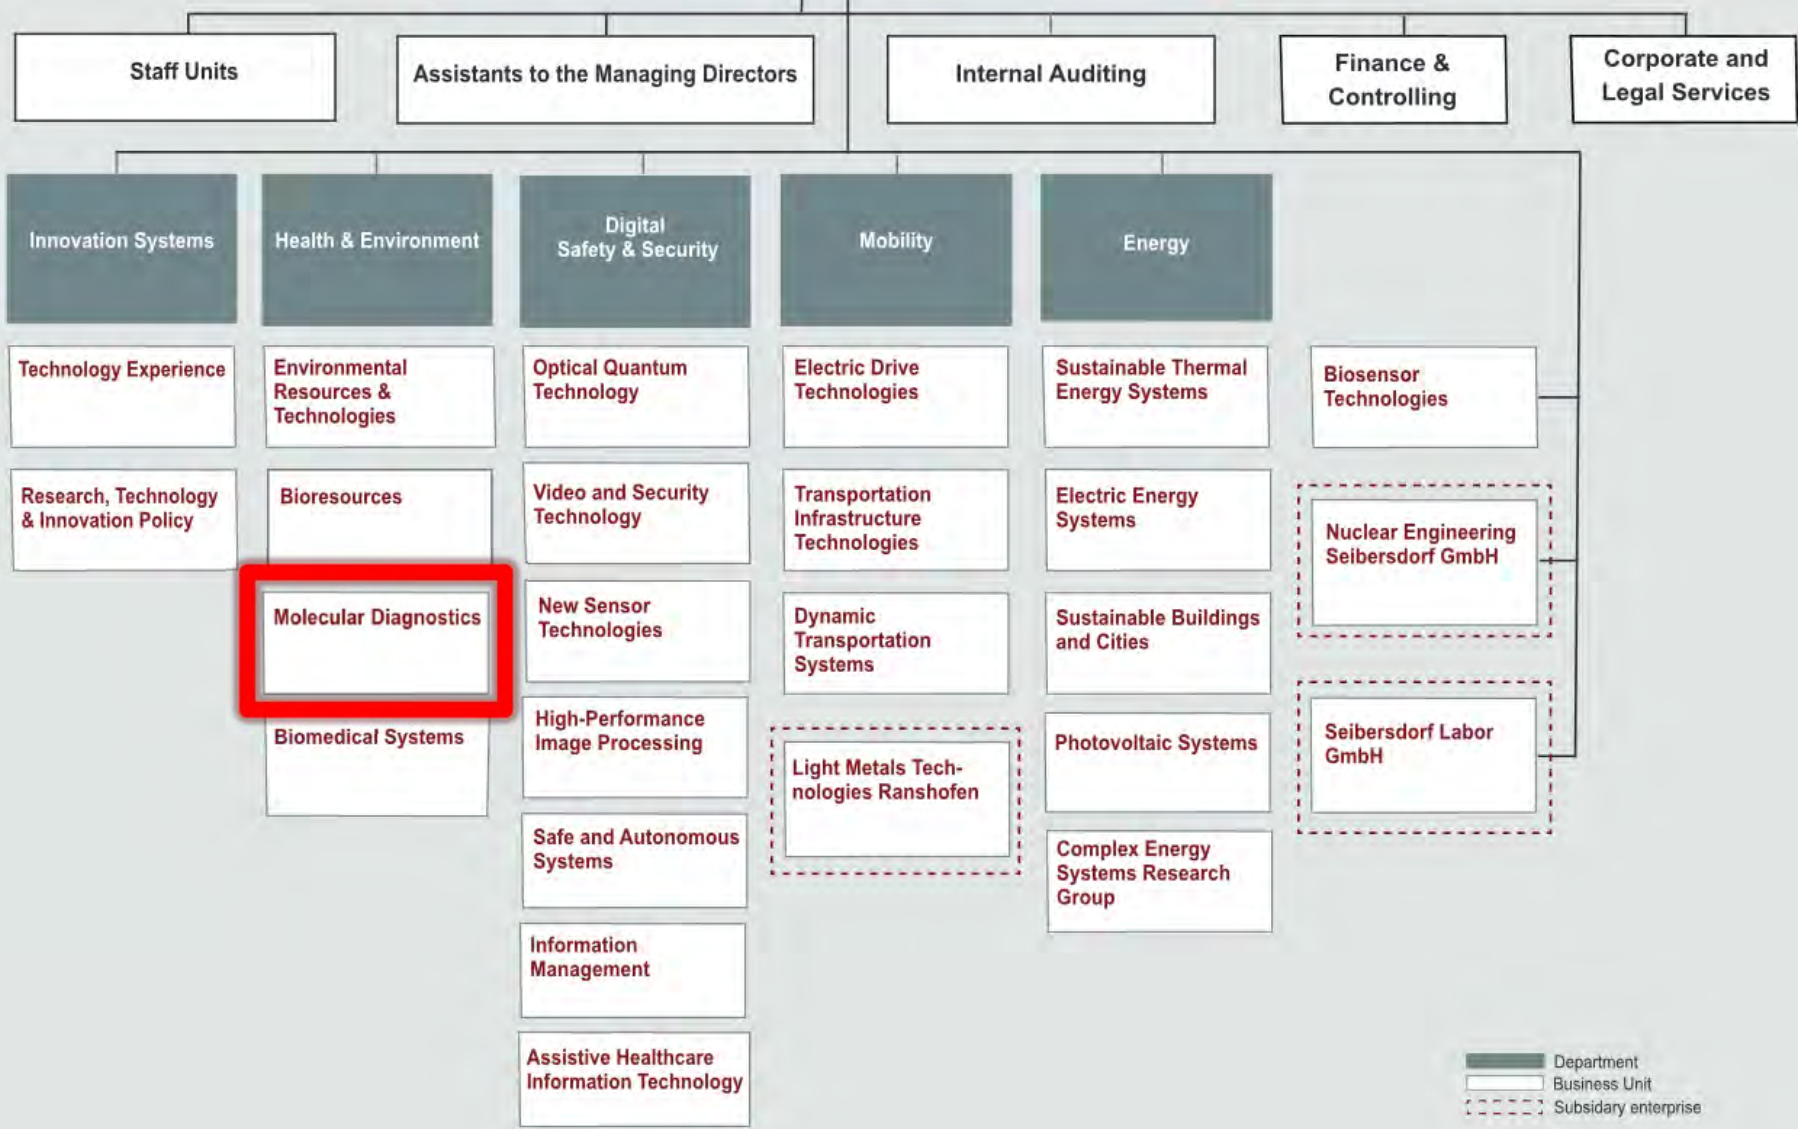 Staff Units
Assistants to the Managing Directors
Internal Auditing
Finance &
Controlling
Corporate and
Legal Services
Innovation Systems
Health & Environment
Digital
Safety & Security
Mobility
Energy
Technology Experience
Research, Technology
& Innovation Policy
Environmental
Resources &
Technologies
Bioresources
Molecular Diagnostics
Biomedical Systems
Optical Quantum
Technology
Video and Security
Technology
New Sensor
Technologies
High-Performance
Image Processing
Safe and Autonomous
Systems
Information
Management
Assistive Healthcare
Information Technology
Electric Drive
Technologies
Transportation
Infrastructure
Technologies
Dynamic
Transportation
Systems
Light Metals Tech-
nologies Ranshofen
Sustainable Thermal
Energy Systems
Electric Energy
Systems
Sustainable Buildings
and Cities
Photovoltaic Systems
Complex Energy
Systems Research
Group
Biosensor
Technologies
Nuclear Engineering
Seibersdorf GmbH
Seibersdorf Labor
GmbH
Department
Business Unit
Subsidary enterprise